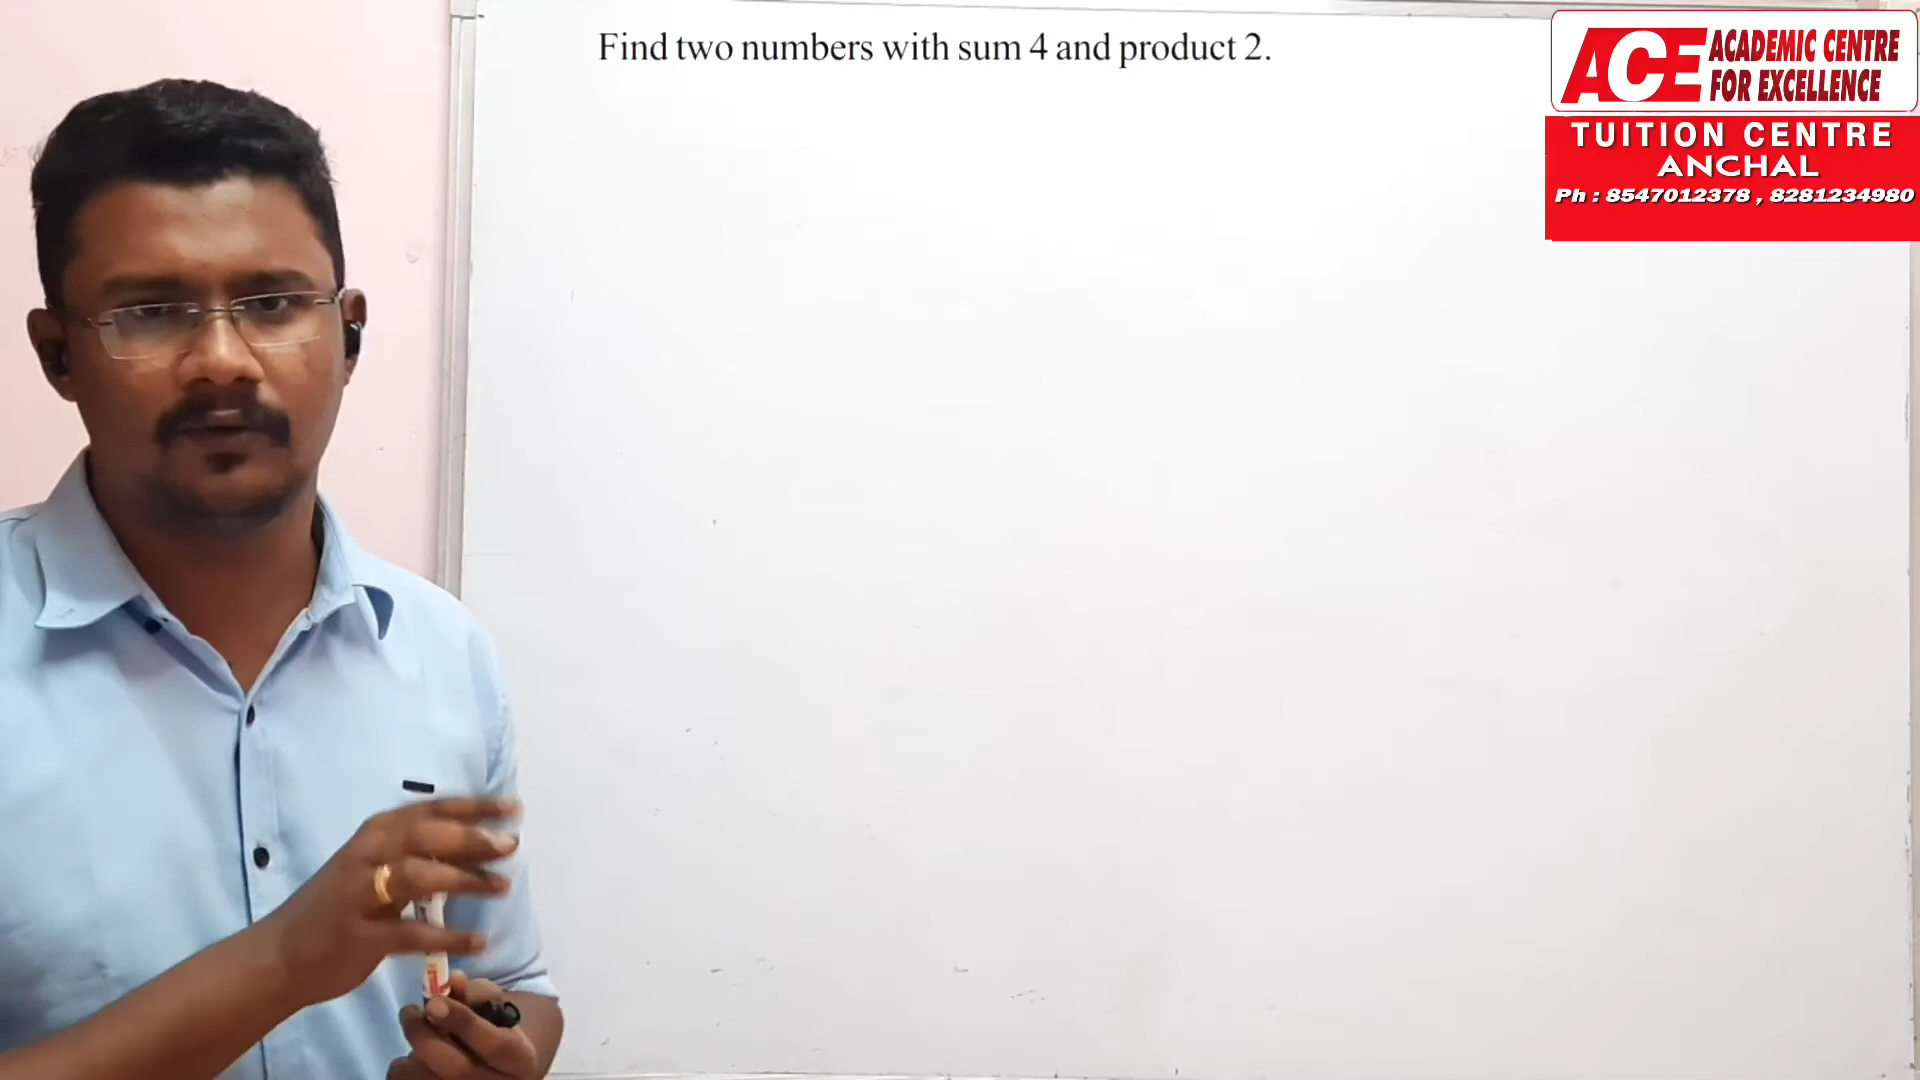 Find two numbers with sum 4 and product 2.
ACE ACADEMIC CENTRE
FOR EXCELLENCE
TUITION CENTRE
ANCHAL
Ph : 8547012378 , 8281234980